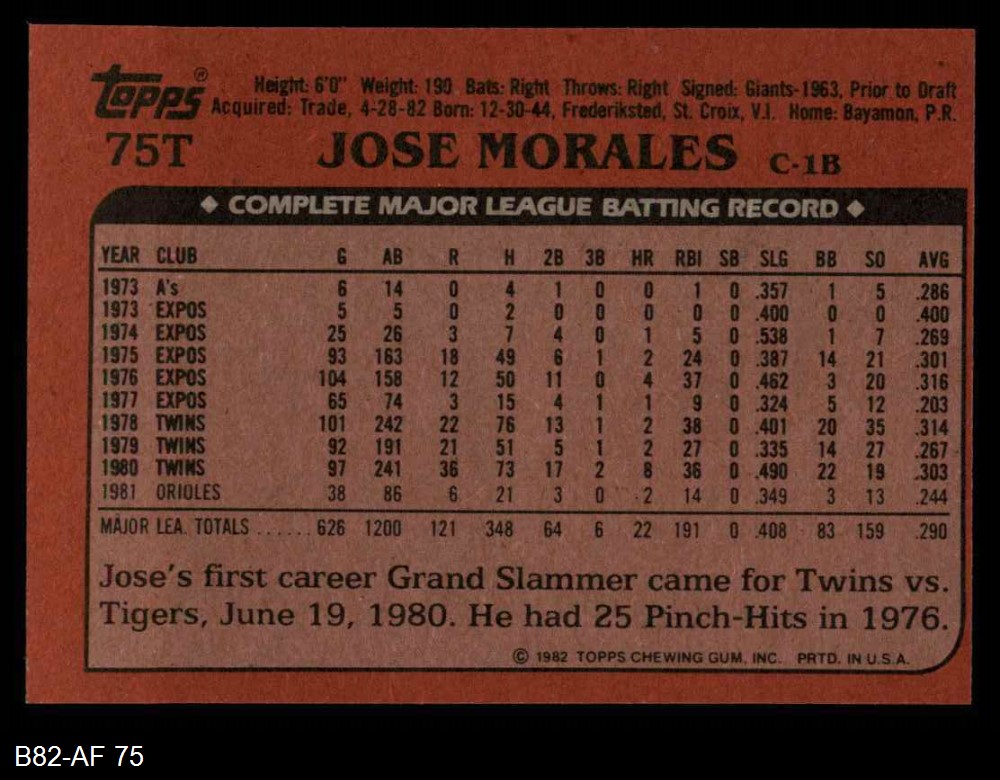 Topps®
Height: 6'0" Weight: 190 Bats: Right Throws: Right Signed: Giants-1963, Prior to Draft
Acquired: Trade, 4-28-82 Born: 12-30-44, Frederiksted, St. Croix, V.I. Home: Bayamon, P.R.
75T JOSE MORALES C-1B
◆ COMPLETE MAJOR LEAGUE BATTING RECORD ◆
YEAR CLUB G AB R H 2B 3B HR RBI SB SLG BB SO AVG
1973 A's 6 14 0 4 1 0 0 1 0 .357 1 5 .286
1973 EXPOS 5 5 0 2 0 0 0 0 0 .400 0 0 .400
1974 EXPOS 25 26 3 7 4 0 1 5 0 .538 1 7 .269
1975 EXPOS 93 163 18 49 6 1 2 24 0 .387 14 21 .301
1976 EXPOS 104 158 12 50 11 0 4 37 0 .462 3 20 .316
1977 EXPOS 65 74 3 15 4 1 1 9 0 .324 5 12 .203
1978 TWINS 101 242 22 76 13 1 2 38 0 .401 20 35 .314
1979 TWINS 92 191 21 51 5 1 2 27 0 .335 14 27 .267
1980 TWINS 97 241 36 73 17 2 8 36 0 .490 22 19 .303
1981 ORIOLES 38 86 6 21 3 0 2 14 0 .349 3 13 .244
MAJOR LEA. TOTALS ...... 626 1200 121 348 64 6 22 191 0 .408 83 159 .290
Jose's first career Grand Slammer came for Twins vs.
Tigers, June 19, 1980. He had 25 Pinch-Hits in 1976.
© 1982 TOPPS CHEWING GUM, INC. PRTD. IN U.S.A.
B82-AF 75